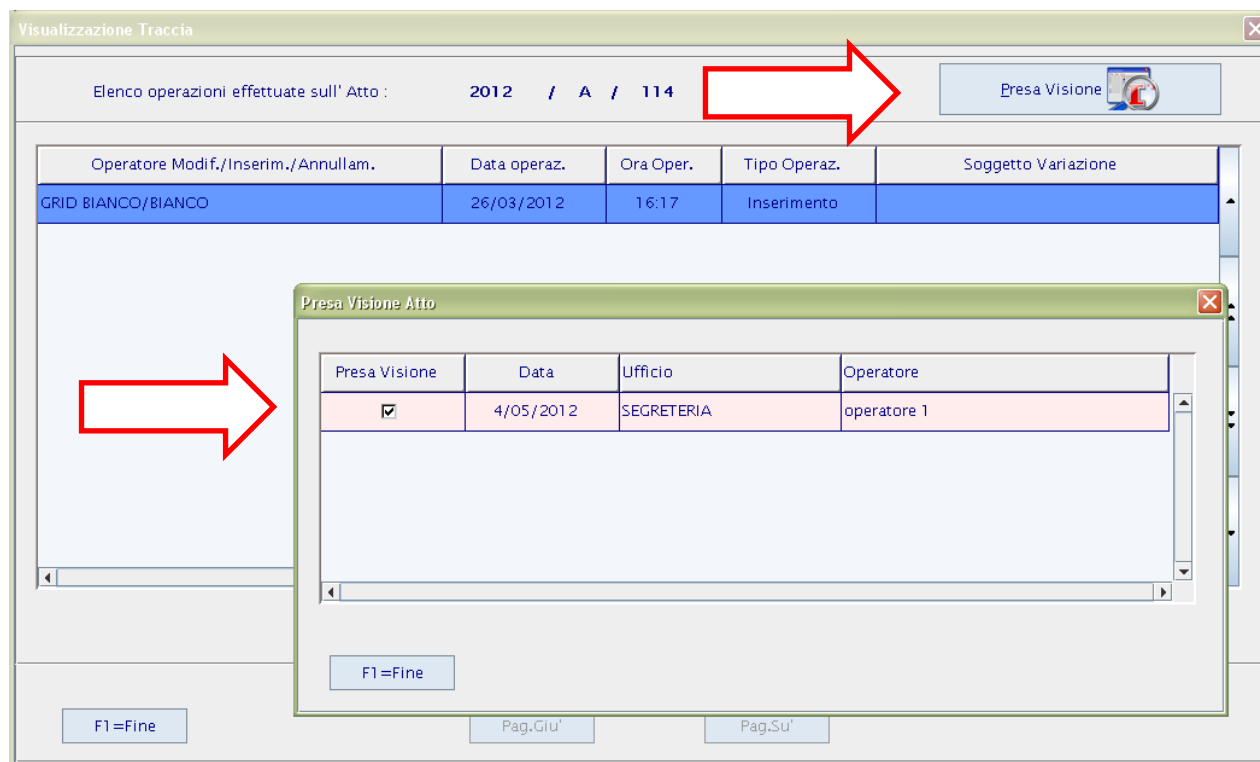 Visualizzazione Traccia
Elenco operazioni effettuate sull' Atto : 2012 / A / 114 Presa Visione
Operatore Modif./Inserim./Annullam. Data operaz. Ora Oper. Tipo Operaz. Soggetto Variazione
GRID BIANCO/BIANCO 26/03/2012 16:17 Inserimento
Presa Visione Atto
Presa Visione Data Ufficio Operatore
4/05/2012 SEGRETERIA operatore 1
F1=Fine
F1=Fine Pag.Giu' Pag.Su'